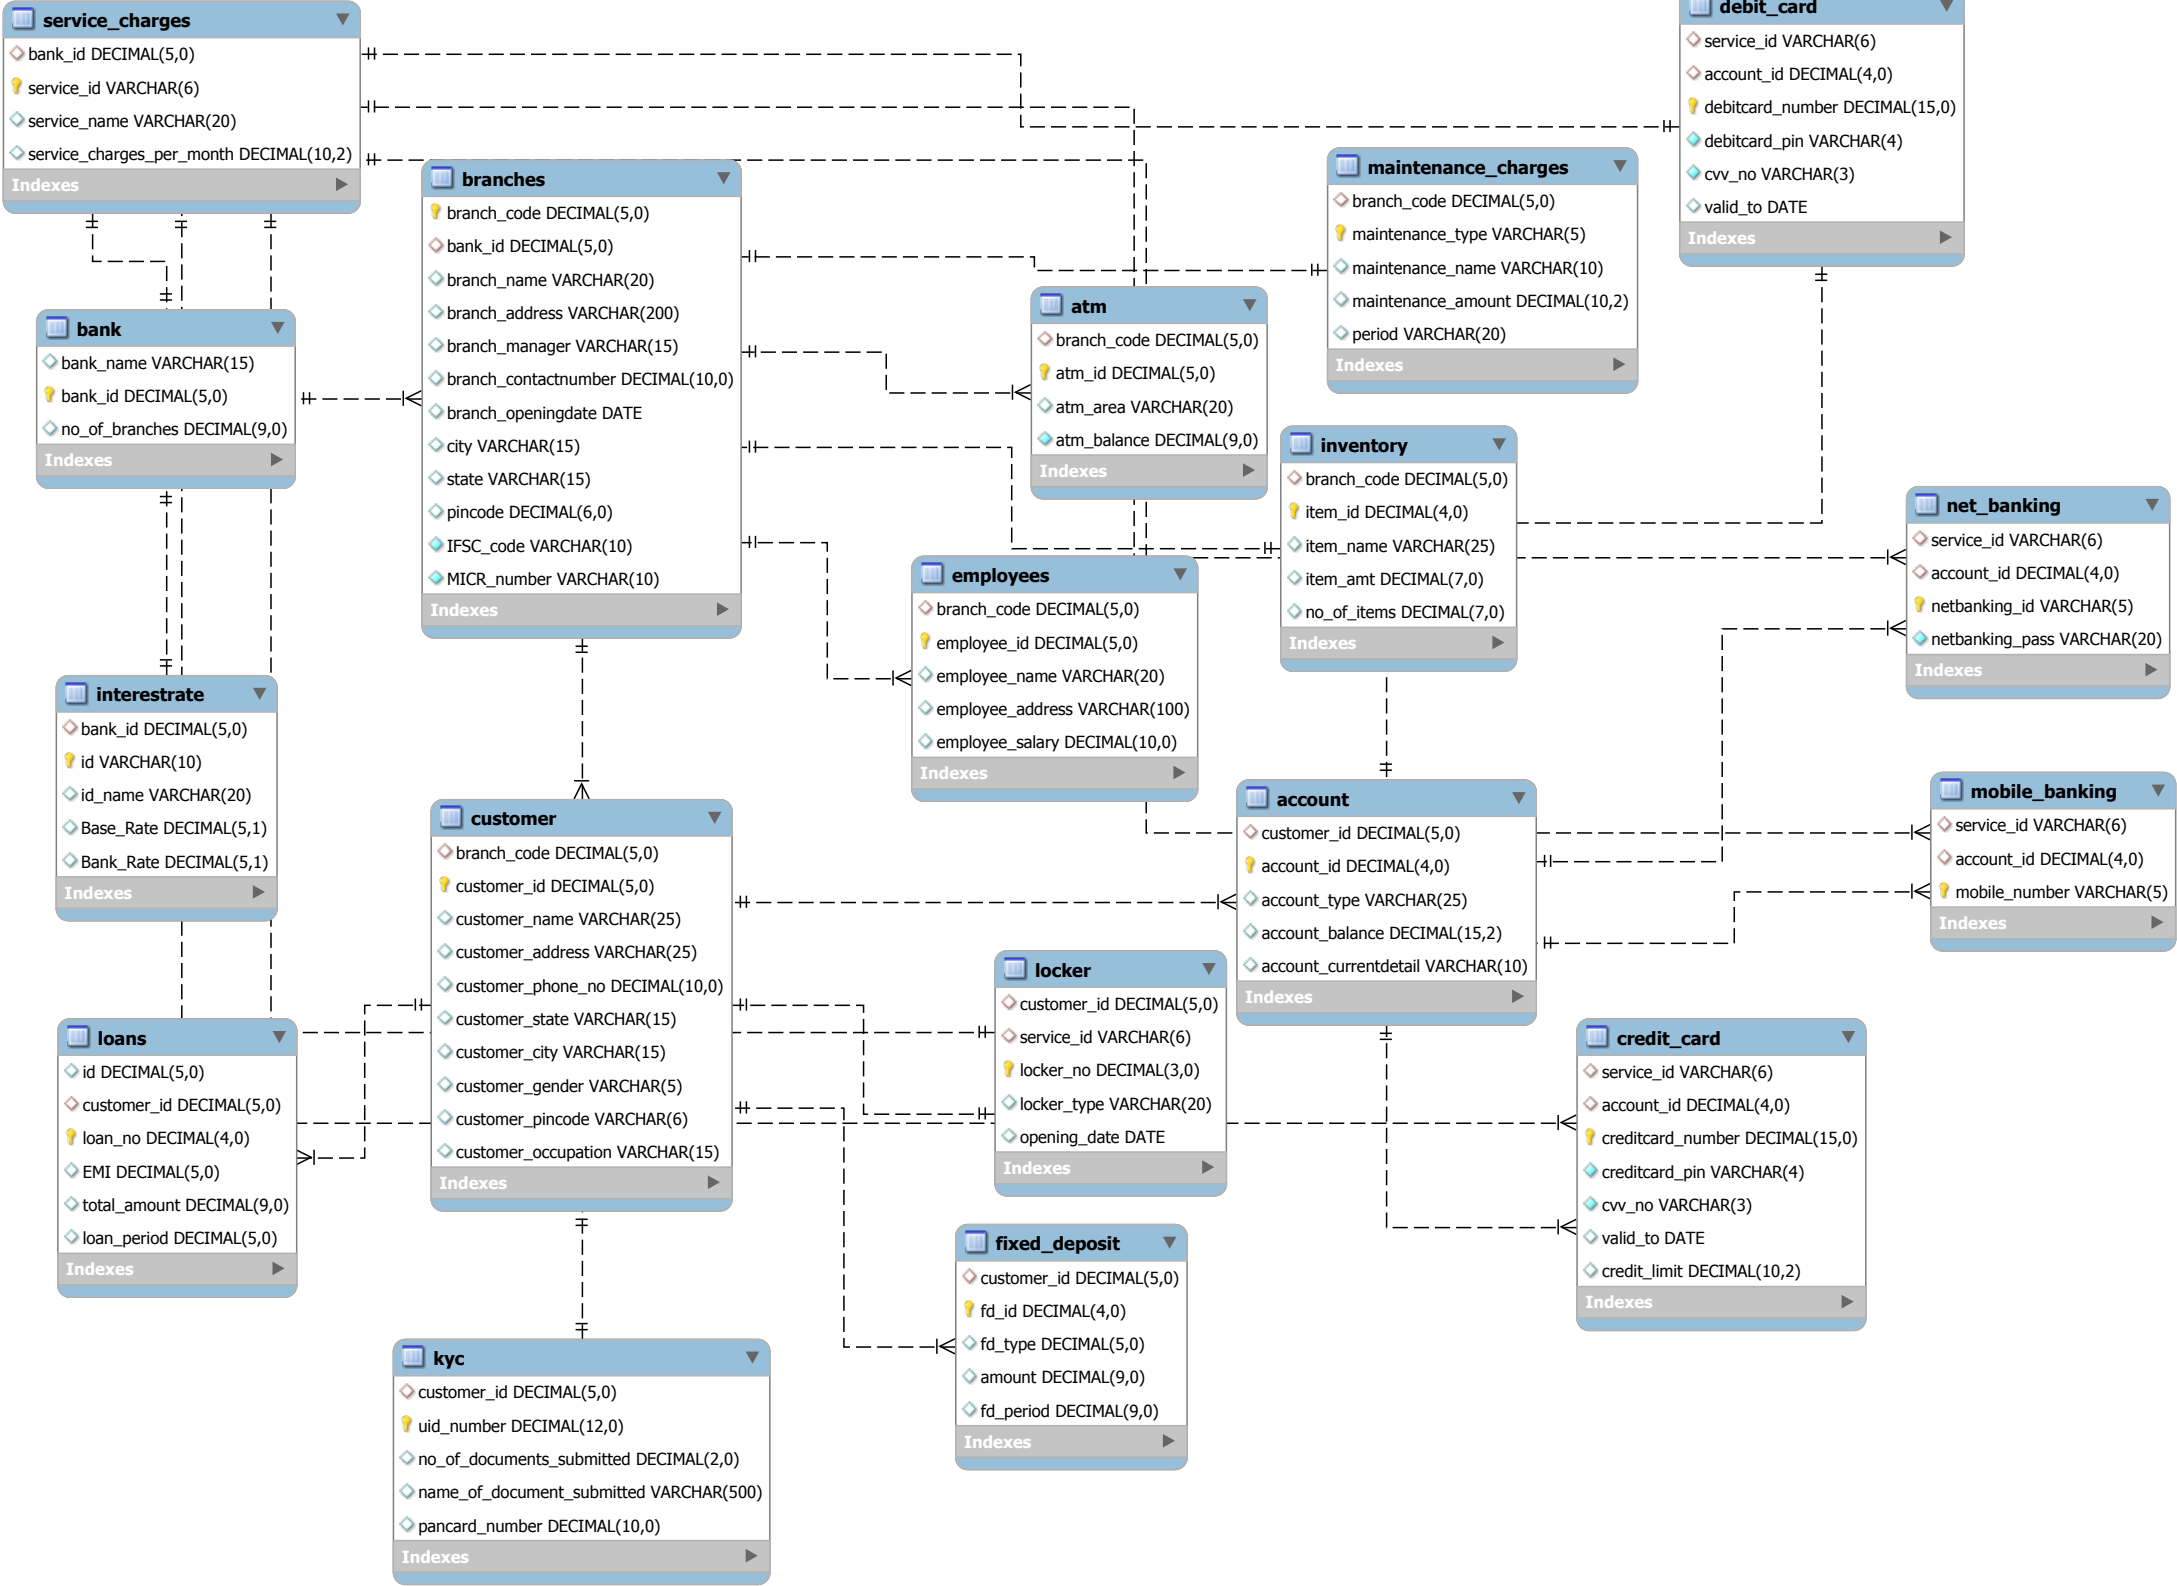 service_charges
bank_id DECIMAL(5,0)
service_id VARCHAR(6)
service_name VARCHAR(20)
service_charges_per_month DECIMAL(10,2)
Indexes
debit_card
service_id VARCHAR(6)
account_id DECIMAL(4,0)
debitcard_number DECIMAL(15,0)
debitcard_pin VARCHAR(4)
cvv_no VARCHAR(3)
valid_to DATE
Indexes
branches
branch_code DECIMAL(5,0)
bank_id DECIMAL(5,0)
branch_name VARCHAR(20)
branch_address VARCHAR(200)
branch_manager VARCHAR(15)
branch_contactnumber DECIMAL(10,0)
branch_openingdate DATE
city VARCHAR(15)
state VARCHAR(15)
pincode DECIMAL(6,0)
IFSC_code VARCHAR(10)
MICR_number VARCHAR(10)
Indexes
maintenance_charges
branch_code DECIMAL(5,0)
maintenance_type VARCHAR(5)
maintenance_name VARCHAR(10)
maintenance_amount DECIMAL(10,2)
period VARCHAR(20)
Indexes
bank
bank_name VARCHAR(15)
bank_id DECIMAL(5,0)
no_of_branches DECIMAL(9,0)
Indexes
atm
branch_code DECIMAL(5,0)
atm_id DECIMAL(5,0)
atm_area VARCHAR(20)
atm_balance DECIMAL(9,0)
Indexes
inventory
branch_code DECIMAL(5,0)
item_id DECIMAL(4,0)
item_name VARCHAR(25)
item_amt DECIMAL(7,0)
no_of_items DECIMAL(7,0)
Indexes
net_banking
service_id VARCHAR(6)
account_id DECIMAL(4,0)
netbanking_id VARCHAR(5)
netbanking_pass VARCHAR(20)
Indexes
employees
branch_code DECIMAL(5,0)
employee_id DECIMAL(5,0)
employee_name VARCHAR(20)
employee_address VARCHAR(100)
employee_salary DECIMAL(10,0)
Indexes
interestrate
bank_id DECIMAL(5,0)
id VARCHAR(10)
id_name VARCHAR(20)
Base_Rate DECIMAL(5,1)
Bank_Rate DECIMAL(5,1)
Indexes
customer
branch_code DECIMAL(5,0)
customer_id DECIMAL(5,0)
customer_name VARCHAR(25)
customer_address VARCHAR(25)
customer_phone_no DECIMAL(10,0)
customer_state VARCHAR(15)
customer_city VARCHAR(15)
customer_gender VARCHAR(5)
customer_pincode VARCHAR(6)
customer_occupation VARCHAR(15)
Indexes
account
customer_id DECIMAL(5,0)
account_id DECIMAL(4,0)
account_type VARCHAR(25)
account_balance DECIMAL(15,2)
account_currentdetail VARCHAR(10)
Indexes
mobile_banking
service_id VARCHAR(6)
account_id DECIMAL(4,0)
mobile_number VARCHAR(5)
Indexes
locker
customer_id DECIMAL(5,0)
service_id VARCHAR(6)
locker_no DECIMAL(3,0)
locker_type VARCHAR(20)
opening_date DATE
Indexes
loans
id DECIMAL(5,0)
customer_id DECIMAL(5,0)
loan_no DECIMAL(4,0)
EMI DECIMAL(5,0)
total_amount DECIMAL(9,0)
loan_period DECIMAL(5,0)
Indexes
credit_card
service_id VARCHAR(6)
account_id DECIMAL(4,0)
creditcard_number DECIMAL(15,0)
creditcard_pin VARCHAR(4)
cvv_no VARCHAR(3)
valid_to DATE
credit_limit DECIMAL(10,2)
Indexes
fixed_deposit
customer_id DECIMAL(5,0)
fd_id DECIMAL(4,0)
fd_type DECIMAL(5,0)
amount DECIMAL(9,0)
fd_period DECIMAL(9,0)
Indexes
kyc
customer_id DECIMAL(5,0)
uid_number DECIMAL(12,0)
no_of_documents_submitted DECIMAL(2,0)
name_of_document_submitted VARCHAR(500)
pancard_number DECIMAL(10,0)
Indexes